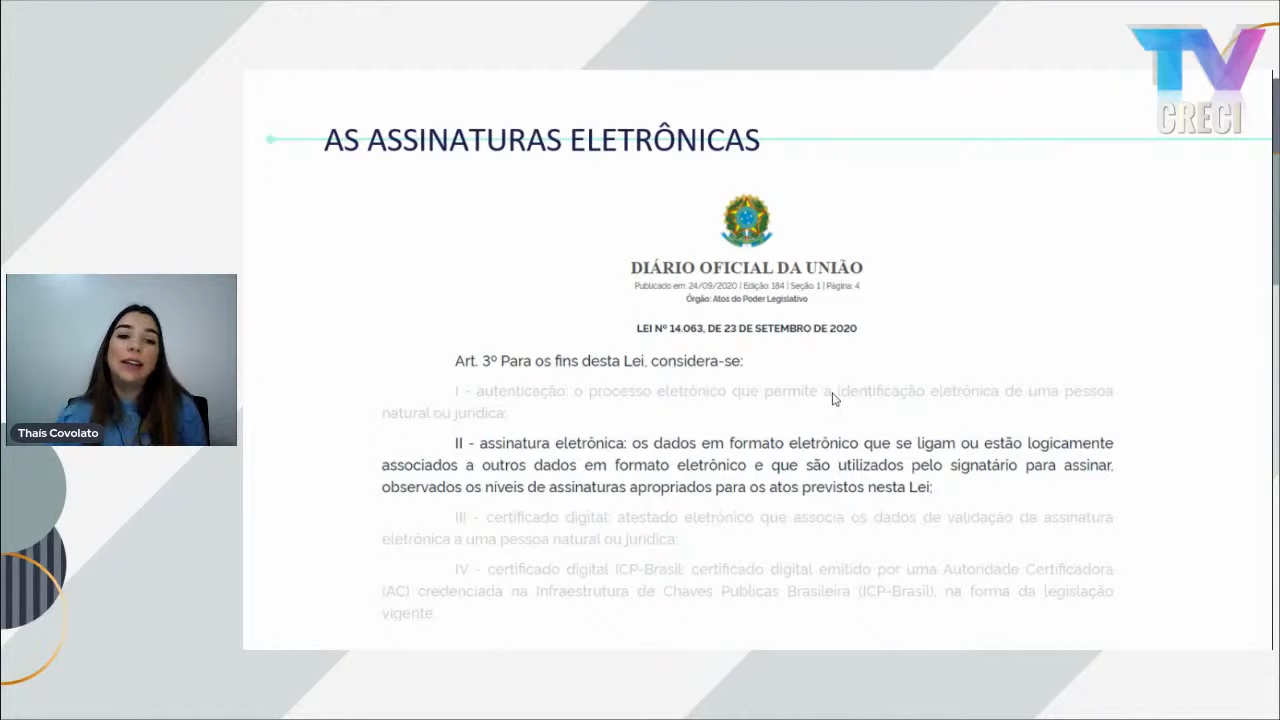 TV
CRECI
AS ASSINATURAS ELETRÔNICAS
DIÁRIO OFICIAL DA UNIÃO
Publicado em: 24/09/2020 | Edição: 184 | Seção: 1 | Página: 4
Órgão: Atos do Poder Legislativo
LEI Nº 14.063, DE 23 DE SETEMBRO DE 2020
Art. 3º Para os fins desta Lei, considera-se:
I - autenticação: o processo eletrônico que permite a identificação eletrônica de uma pessoa
natural ou jurídica;
II - assinatura eletrônica: os dados em formato eletrônico que se ligam ou estão logicamente
associados a outros dados em formato eletrônico e que são utilizados pelo signatário para assinar,
observados os níveis de assinaturas apropriados para os atos previstos nesta Lei;
III - certificado digital: atestado eletrônico que associa os dados de validação da assinatura
eletrônica a uma pessoa natural ou jurídica;
IV - certificado digital ICP-Brasil: certificado digital emitido por uma Autoridade Certificadora
(AC) credenciada na Infraestrutura de Chaves Públicas Brasileira (ICP-Brasil), na forma da legislação
vigente.
Thaís Covolato